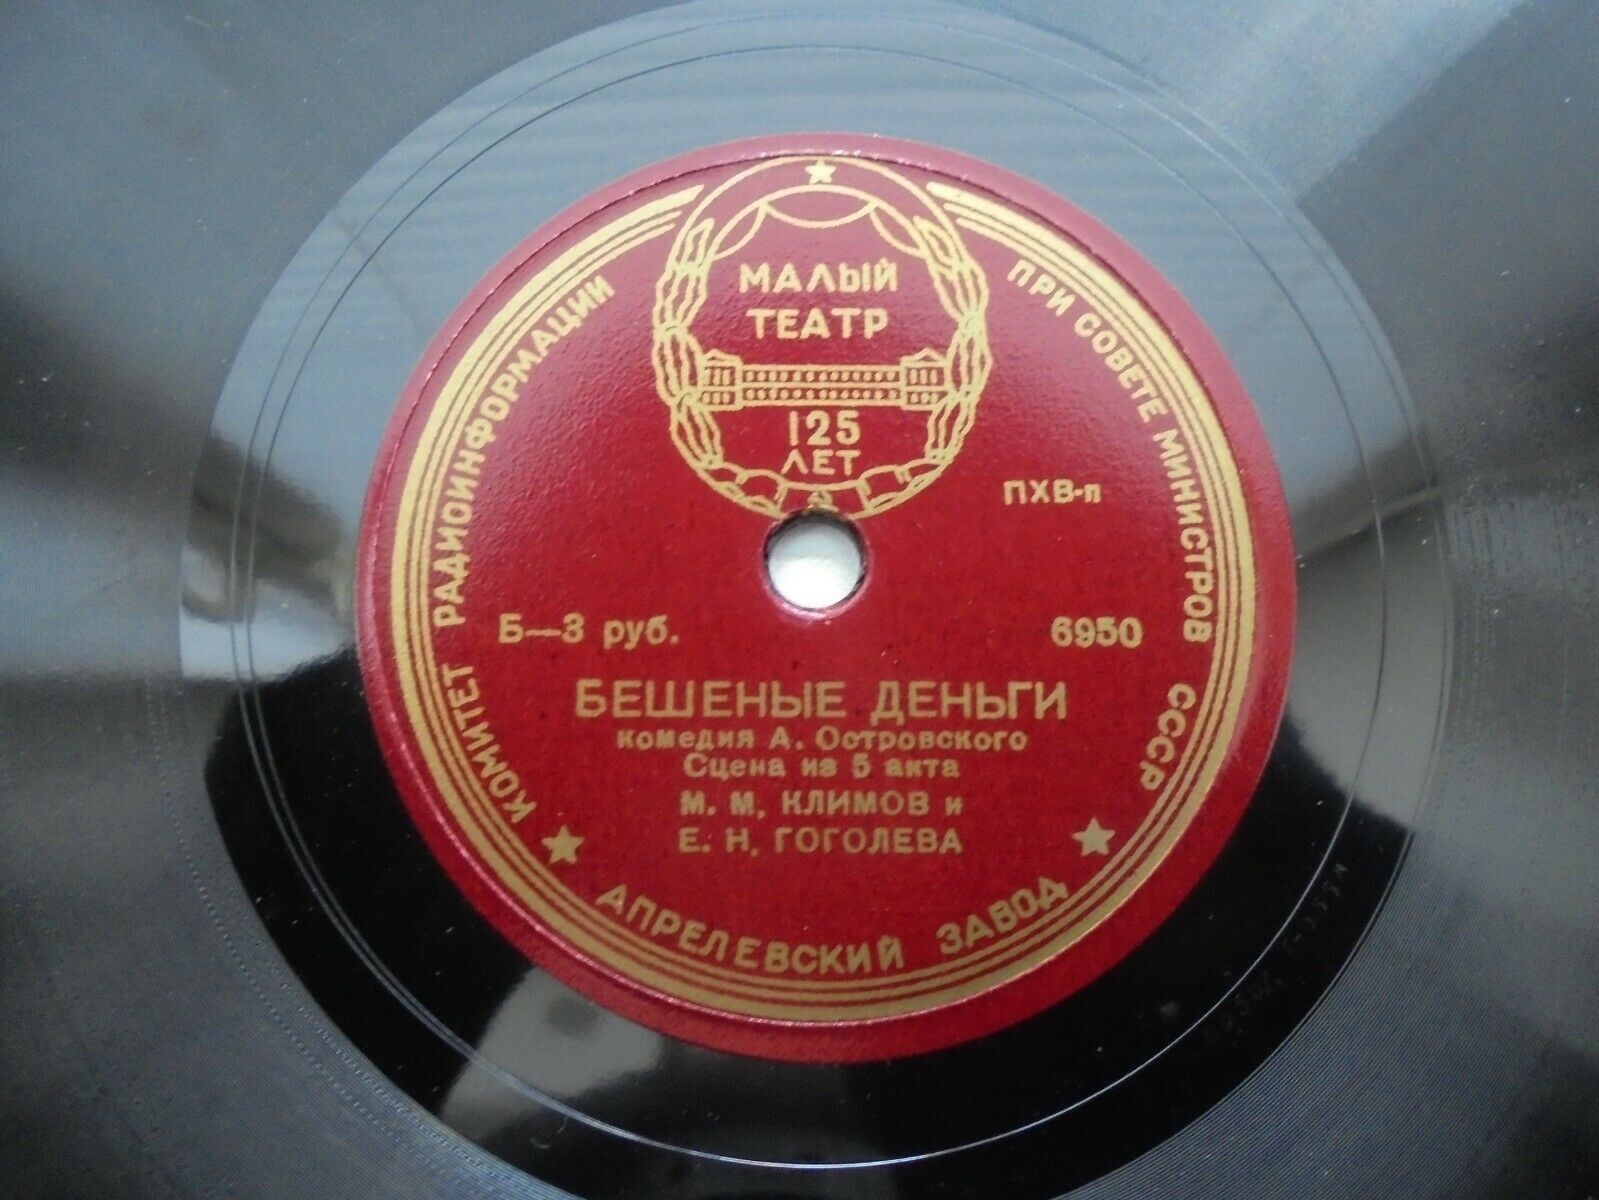 МАЛЫЙ
ТЕАТР
125
ЛЕТ
КОМИТЕТ РАДИОИНФОРМАЦИИ
ПРИ СОВЕТЕ МИНИСТРОВ СССР
ПХВ-п
Б—3 руб.
6950
БЕШЕНЫЕ ДЕНЬГИ
комедия А. Островского
Сцена из 5 акта
М. М. КЛИМОВ и
Е. Н. ГОГОЛЕВА
АПРЕЛЕВСКИЙ ЗАВОД